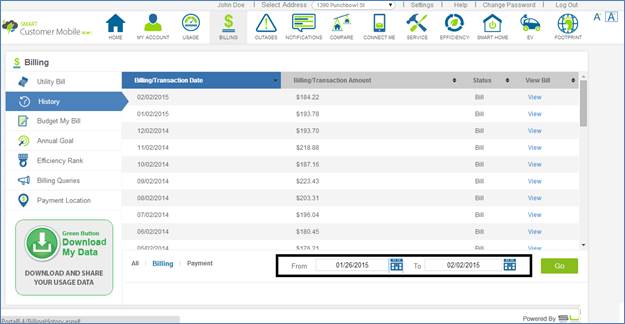 John Doe | Select Address 1390 Punchbowl St | Settings | Help | Change Password | Log Out
SMART
Customer Mobile
HOME MY ACCOUNT USAGE BILLING OUTAGES NOTIFICATIONS COMPARE CONNECT ME SERVICE EFFICIENCY SMART HOME EV FOOTPRINT
A A
Billing
Utility Bill
History
Budget My Bill
Annual Goal
Efficiency Rank
Billing Queries
Payment Location
Green Button
Download
My Data
DOWNLOAD AND SHARE
YOUR USAGE DATA
Billing/Transaction Date Billing/Transaction Amount Status View Bill
02/02/2015 $184.22 Bill View
01/02/2015 $193.78 Bill View
12/02/2014 $193.70 Bill View
11/02/2014 $218.88 Bill View
10/02/2014 $187.16 Bill View
09/02/2014 $223.43 Bill View
08/02/2014 $203.31 Bill View
07/02/2014 $196.04 Bill View
06/02/2014 $180.45 Bill View
05/02/2014 Bill View
All | Billing | Payment
From 01/26/2015 To 02/02/2015 Go
Powered By